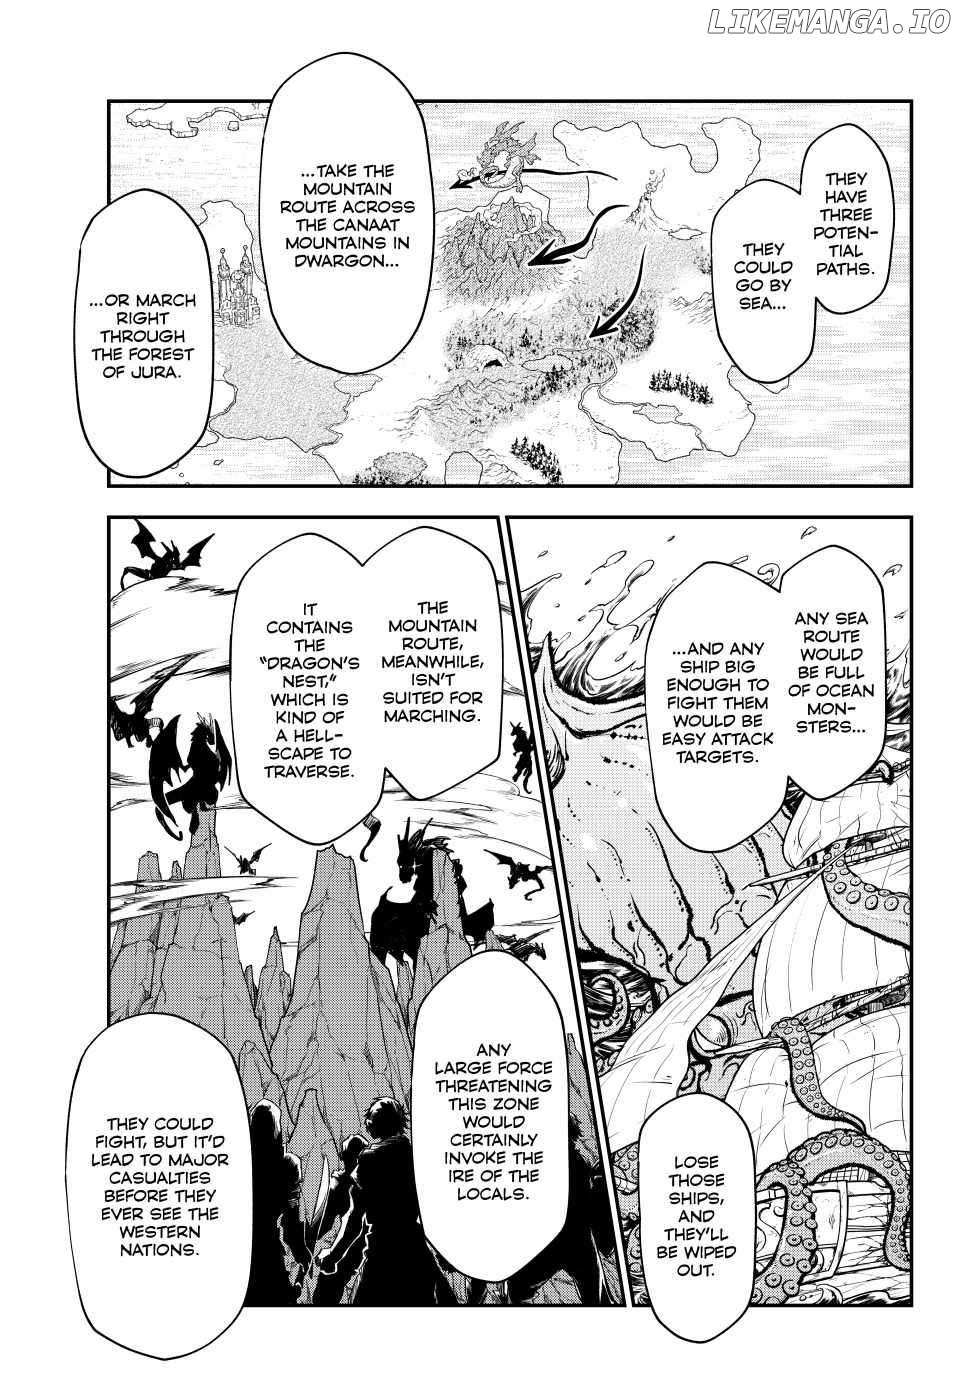 LIKEMANGA.IO
THEY
HAVE
THREE
POTEN-
TIAL
PATHS.
THEY
COULD
GO BY
SEA...
...TAKE THE
MOUNTAIN
ROUTE ACROSS
THE CANAAT
MOUNTAINS IN
DWARGON...
...OR MARCH
RIGHT
THROUGH
THE FOREST
OF JURA.
ANY SEA
ROUTE
WOULD
BE FULL
OF OCEAN
MON-
STERS...
...AND ANY
SHIP BIG
ENOUGH TO
FIGHT THEM
WOULD BE
EASY ATTACK
TARGETS.
LOSE
THOSE
SHIPS,
AND
THEY'LL
BE WIPED
OUT.
THE
MOUNTAIN
ROUTE,
MEANWHILE,
ISN'T
SUITED FOR
MARCHING.
IT
CONTAINS
THE
"DRAGON'S
NEST,"
WHICH IS
KIND OF
A HELL-
SCAPE TO
TRAVERSE.
ANY
LARGE FORCE
THREATENING
THIS ZONE
WOULD
CERTAINLY
INVOKE THE
IRE OF THE
LOCALS.
THEY COULD
FIGHT, BUT IT'D
LEAD TO MAJOR
CASUALTIES
BEFORE THEY
EVER SEE THE
WESTERN
NATIONS.